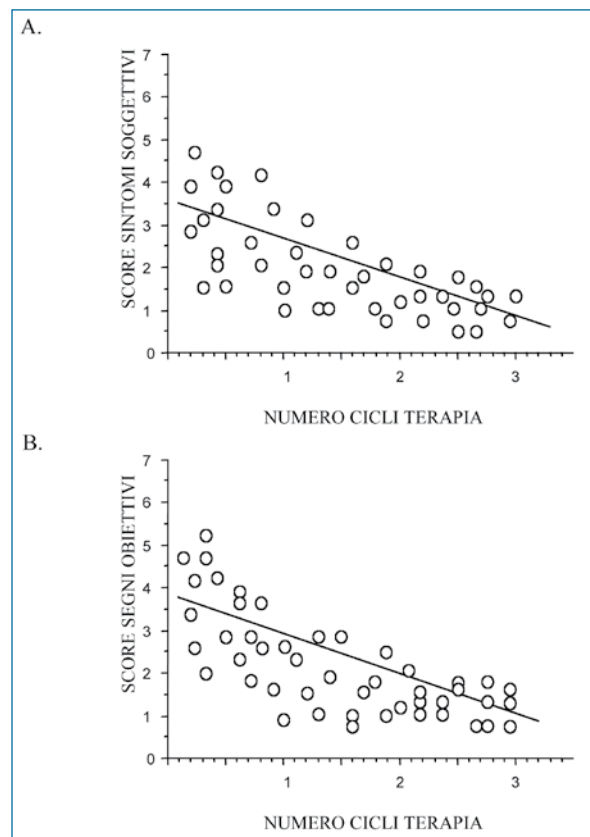 A.
SCORE SINTOMI SOGGETTIVI
7
6
5
4
3
2
1
0
1 2 3
NUMERO CICLI TERAPIA
B.
SCORE SEGNI OBIETTIVI
7
6
5
4
3
2
1
0
1 2 3
NUMERO CICLI TERAPIA